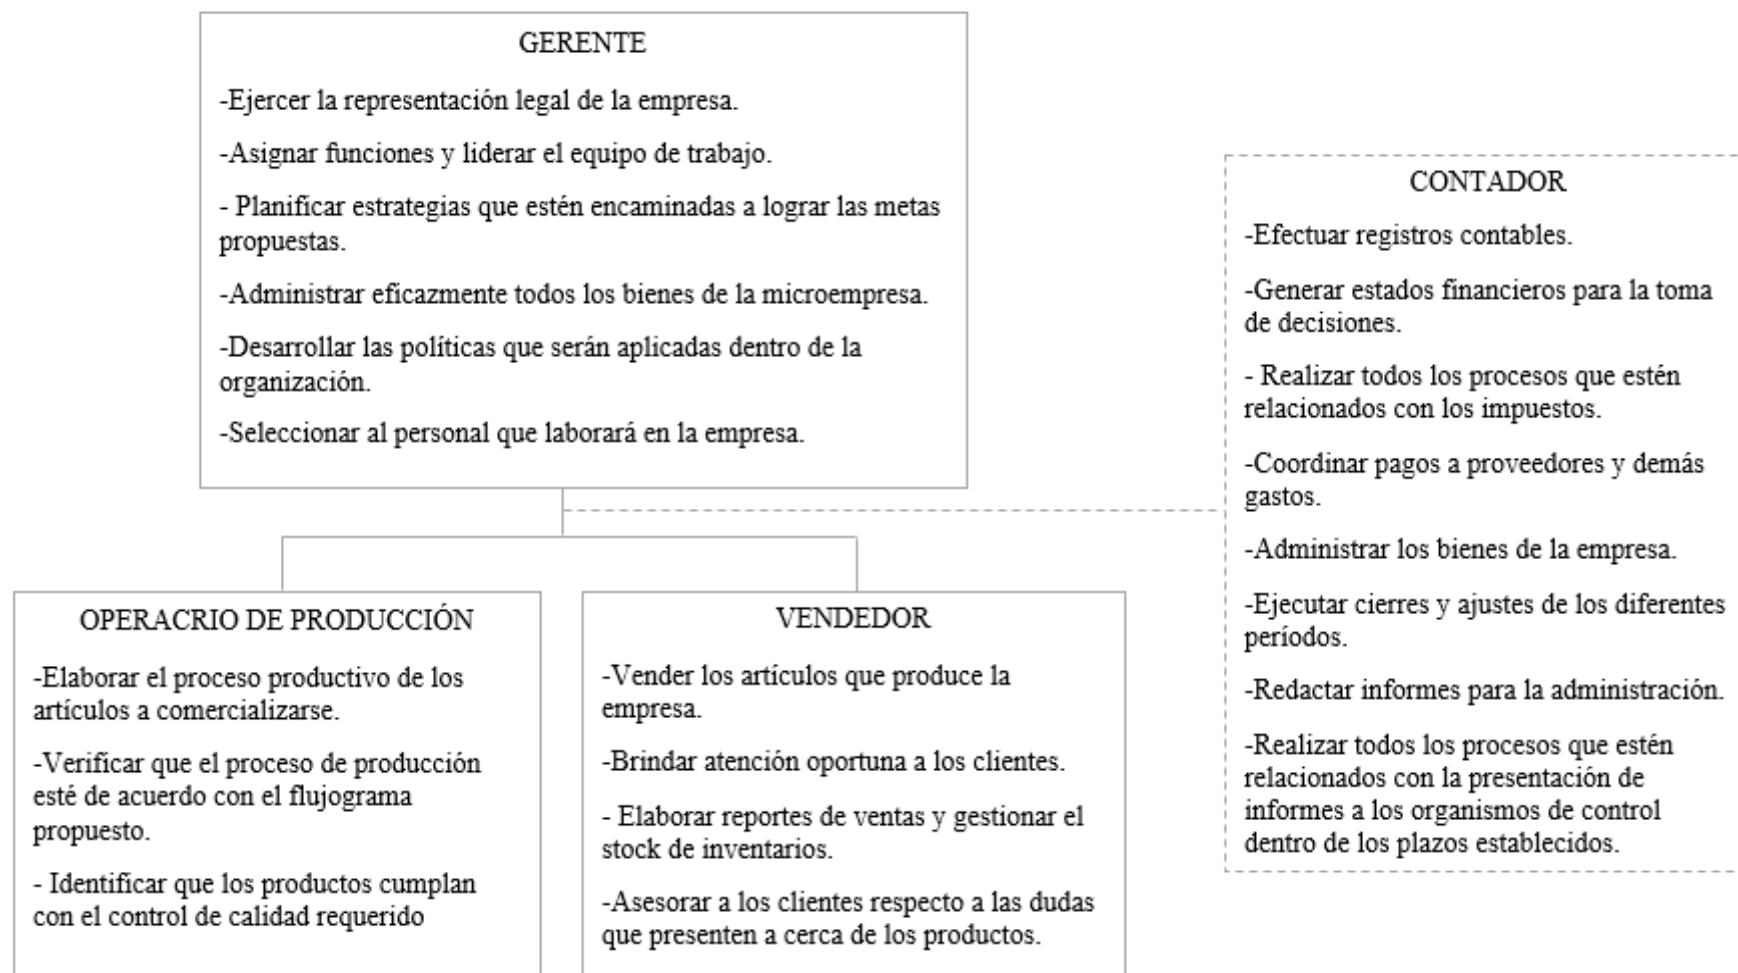 GERENTE
-Ejercer la representación legal de la empresa.
-Asignar funciones y liderar el equipo de trabajo.
- Planificar estrategias que estén encaminadas a lograr las metas
propuestas.
-Administrar eficazmente todos los bienes de la microempresa.
-Desarrollar las políticas que serán aplicadas dentro de la
organización.
-Seleccionar al personal que laborará en la empresa.
CONTADOR
-Efectuar registros contables.
-Generar estados financieros para la toma
de decisiones.
- Realizar todos los procesos que estén
relacionados con los impuestos.
-Coordinar pagos a proveedores y demás
gastos.
-Administrar los bienes de la empresa.
-Ejecutar cierres y ajustes de los diferentes
períodos.
-Redactar informes para la administración.
-Realizar todos los procesos que estén
relacionados con la presentación de
informes a los organismos de control
dentro de los plazos establecidos.
OPERACRIO DE PRODUCCIÓN
-Elaborar el proceso productivo de los
artículos a comercializarse.
-Verificar que el proceso de producción
esté de acuerdo con el flujograma
propuesto.
- Identificar que los productos cumplan
con el control de calidad requerido
VENDEDOR
-Vender los artículos que produce la
empresa.
-Brindar atención oportuna a los clientes.
- Elaborar reportes de ventas y gestionar el
stock de inventarios.
-Asesorar a los clientes respecto a las dudas
que presenten a cerca de los productos.